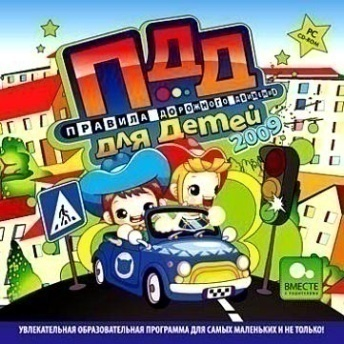 PC
CD-ROM
ПДД
ПРАВИЛА ДОРОЖНОГО ДВИЖЕНИЯ
для детей
2009
ВМЕСТЕ
С РОДИТЕЛЯМИ
УВЛЕКАТЕЛЬНАЯ ОБРАЗОВАТЕЛЬНАЯ ПРОГРАММА ДЛЯ САМЫХ МАЛЕНЬКИХ И НЕ ТОЛЬКО!